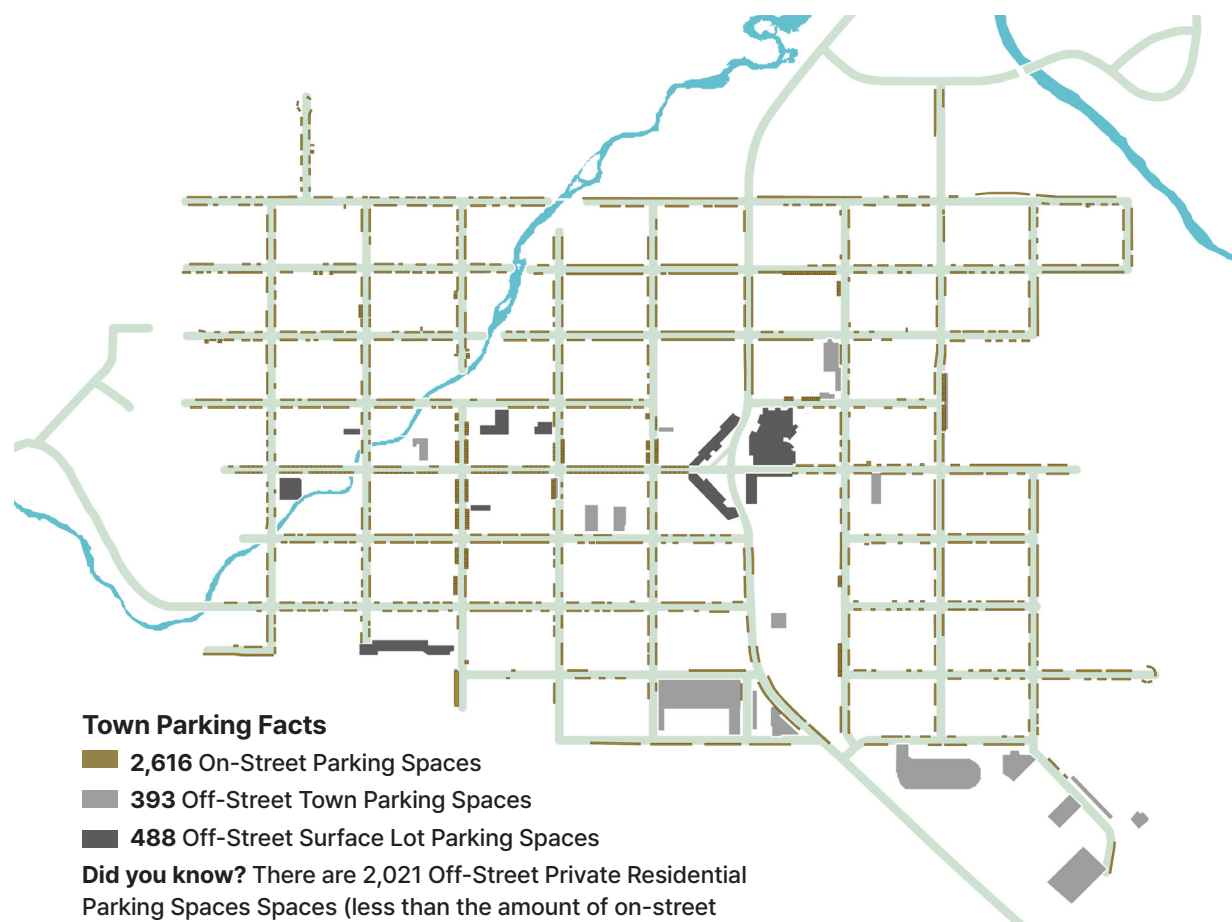 Town Parking Facts
2,616 On-Street Parking Spaces
393 Off-Street Town Parking Spaces
488 Off-Street Surface Lot Parking Spaces
Did you know? There are 2,021 Off-Street Private Residential
Parking Spaces Spaces (less than the amount of on-street